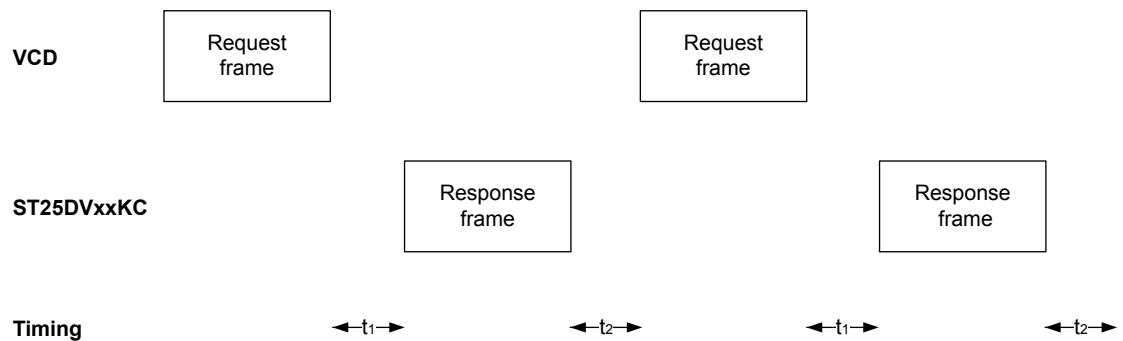 VCD
Request
frame
Request
frame
ST25DVxxKC
Response
frame
Response
frame
Timing
t1
t2
t1
t2